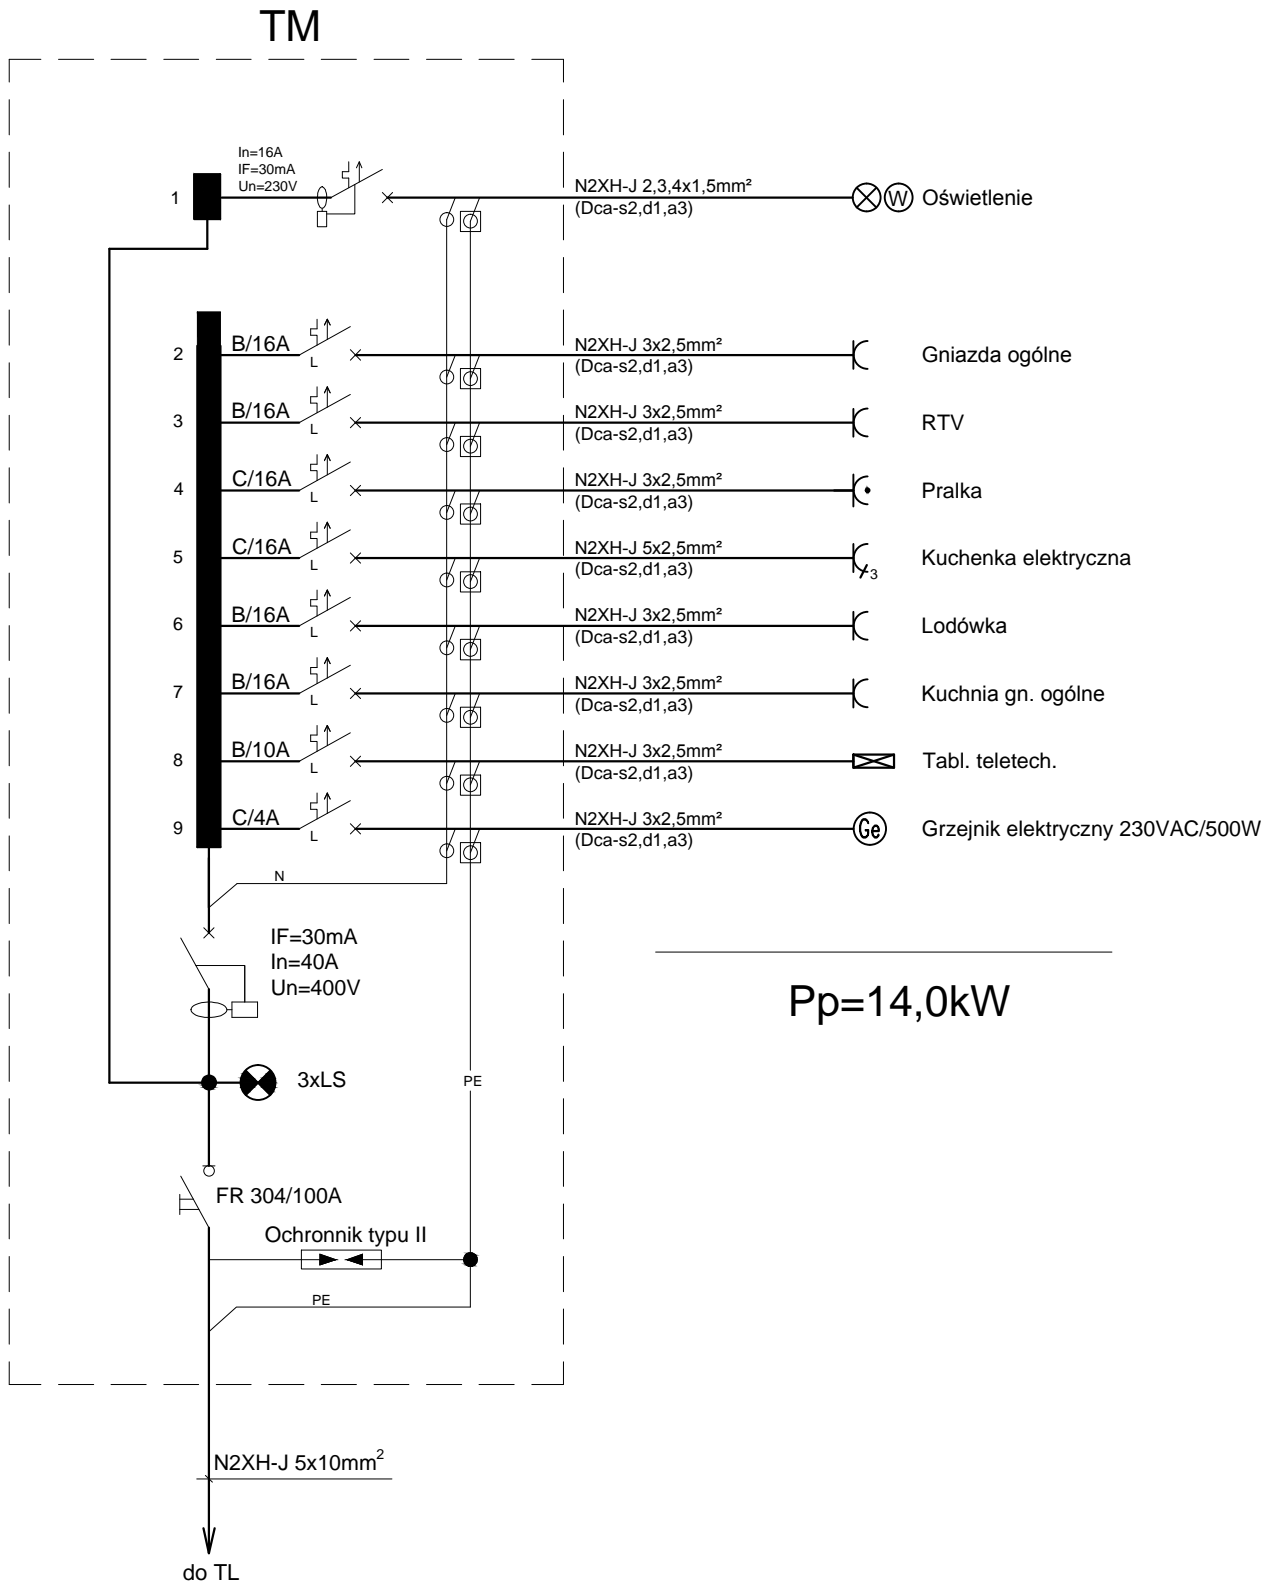 TM
1
In=16A
IF=30mA
Un=230V
N2XH-J 2,3,4x1,5mm²
(Dca-s2,d1,a3)
W
Oświetlenie
2
B/16A
L
N2XH-J 3x2,5mm²
(Dca-s2,d1,a3)
Gniazda ogólne
3
B/16A
L
N2XH-J 3x2,5mm²
(Dca-s2,d1,a3)
RTV
4
C/16A
L
N2XH-J 3x2,5mm²
(Dca-s2,d1,a3)
Pralka
5
C/16A
L
N2XH-J 5x2,5mm²
(Dca-s2,d1,a3)
3
Kuchenka elektryczna
6
B/16A
L
N2XH-J 3x2,5mm²
(Dca-s2,d1,a3)
Lodówka
7
B/16A
L
N2XH-J 3x2,5mm²
(Dca-s2,d1,a3)
Kuchnia gn. ogólne
8
B/10A
L
N2XH-J 3x2,5mm²
(Dca-s2,d1,a3)
Tabl. teletech.
9
C/4A
L
N2XH-J 3x2,5mm²
(Dca-s2,d1,a3)
Ge
Grzejnik elektryczny 230VAC/500W
N
IF=30mA
In=40A
Un=400V
Pp=14,0kW
3xLS
PE
FR 304/100A
Ochronnik typu II
PE
N2XH-J 5x10mm²
do TL